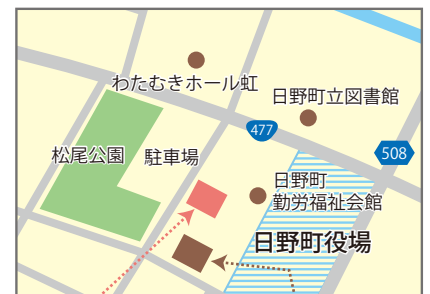 わたむきホール虹
日野町立図書館
477
508
松尾公園
駐車場
日野町
勤労福祉会館
日野町役場